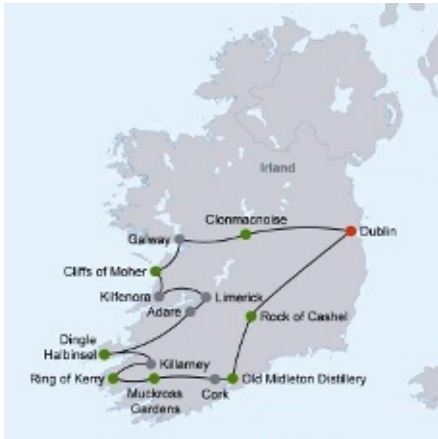 Irland
Clonmacnoise
Galway
Dublin
Cliffs of Moher
Kilfenora
Limerick
Adare
Rock of Cashel
Dingle
Halbinsel
Killarney
Ring of Kerry
Muckross
Gardens
Cork
Old Midleton Distillery